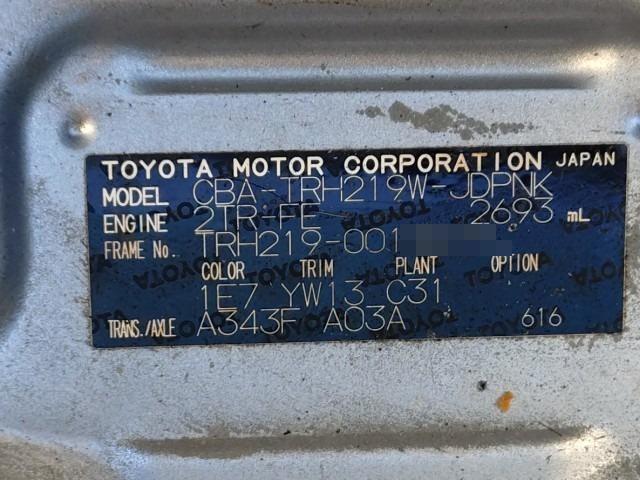 TOYOTA MOTOR CORPORATION JAPAN
MODEL CBA-TRH219W-JDPNK
ENGINE 2TR-FE 2693 mL
FRAME No. TRH219-001
COLOR TRIM PLANT OPTION
1E7 YW13 C31
TRANS./AXLE A343F A03A 616